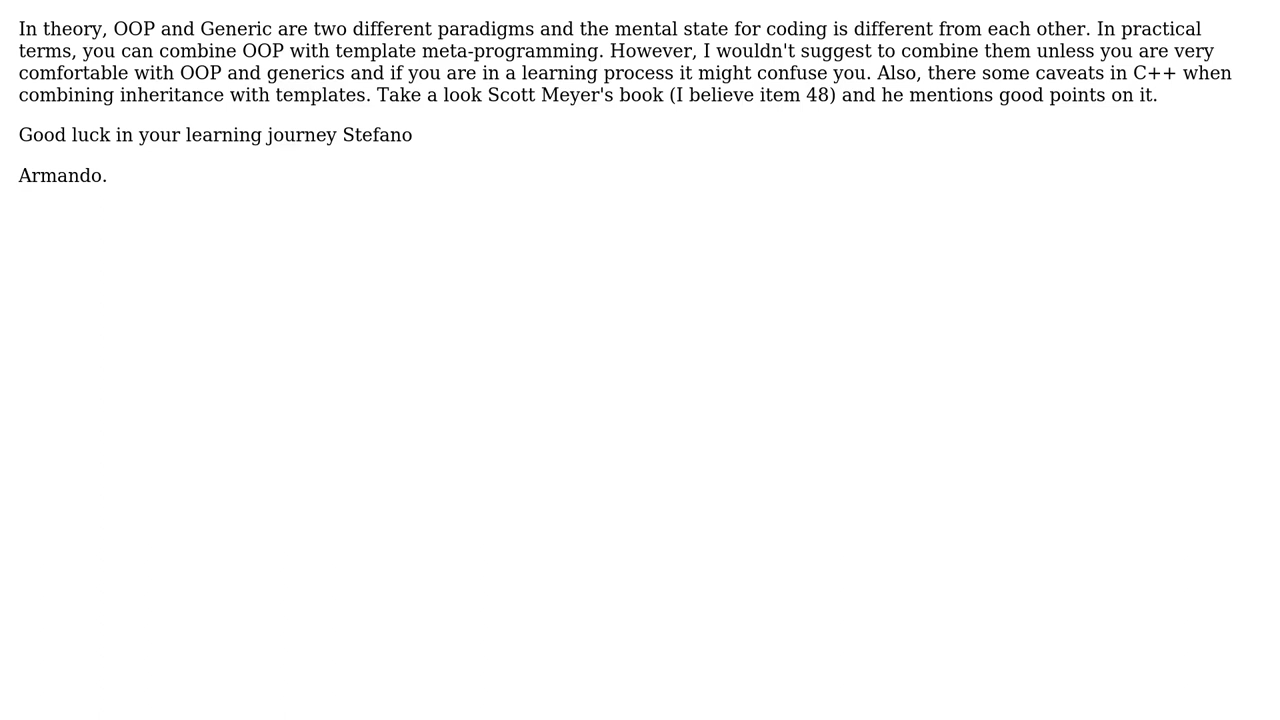 In theory, OOP and Generic are two different paradigms and the mental state for coding is different from each other. In practical
terms, you can combine OOP with template meta-programming. However, I wouldn't suggest to combine them unless you are very
comfortable with OOP and generics and if you are in a learning process it might confuse you. Also, there some caveats in C++ when
combining inheritance with templates. Take a look Scott Meyer's book (I believe item 48) and he mentions good points on it.
Good luck in your learning journey Stefano
Armando.